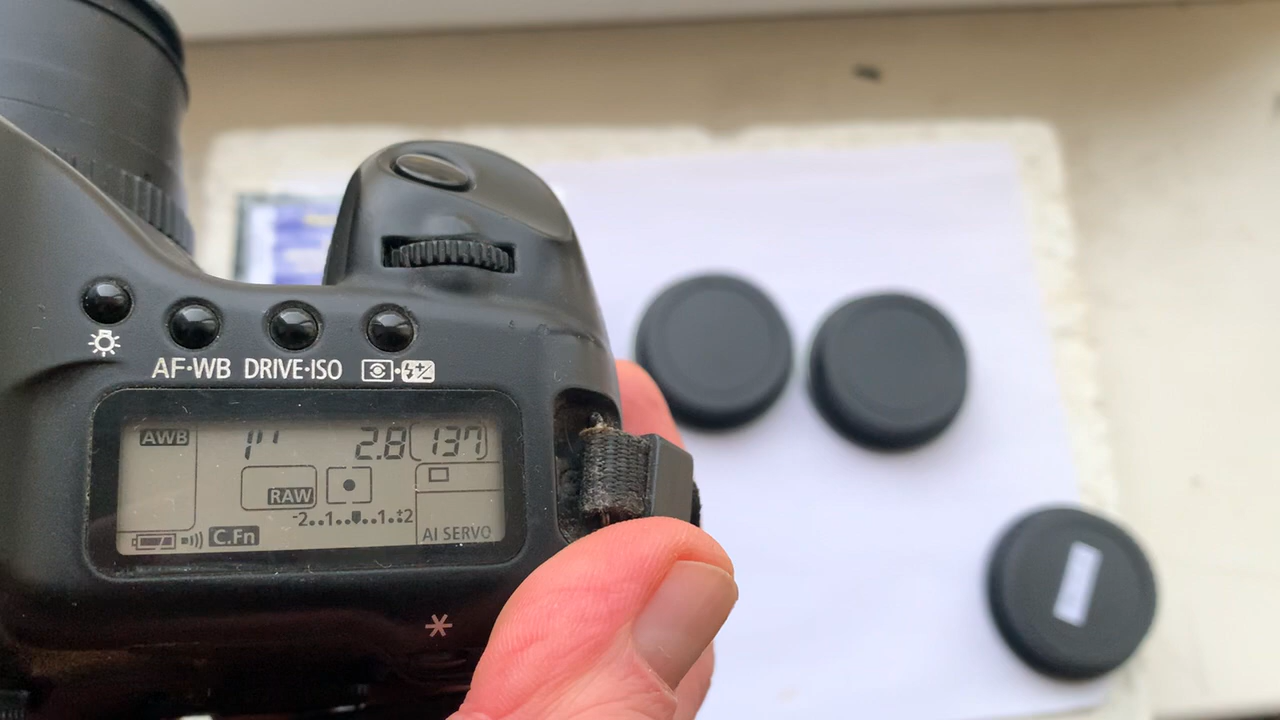 AF·WB DRIVE·ISO
AWB 1" 2.8 137
RAW
-2..1..▼..1..+2
C.Fn AI SERVO